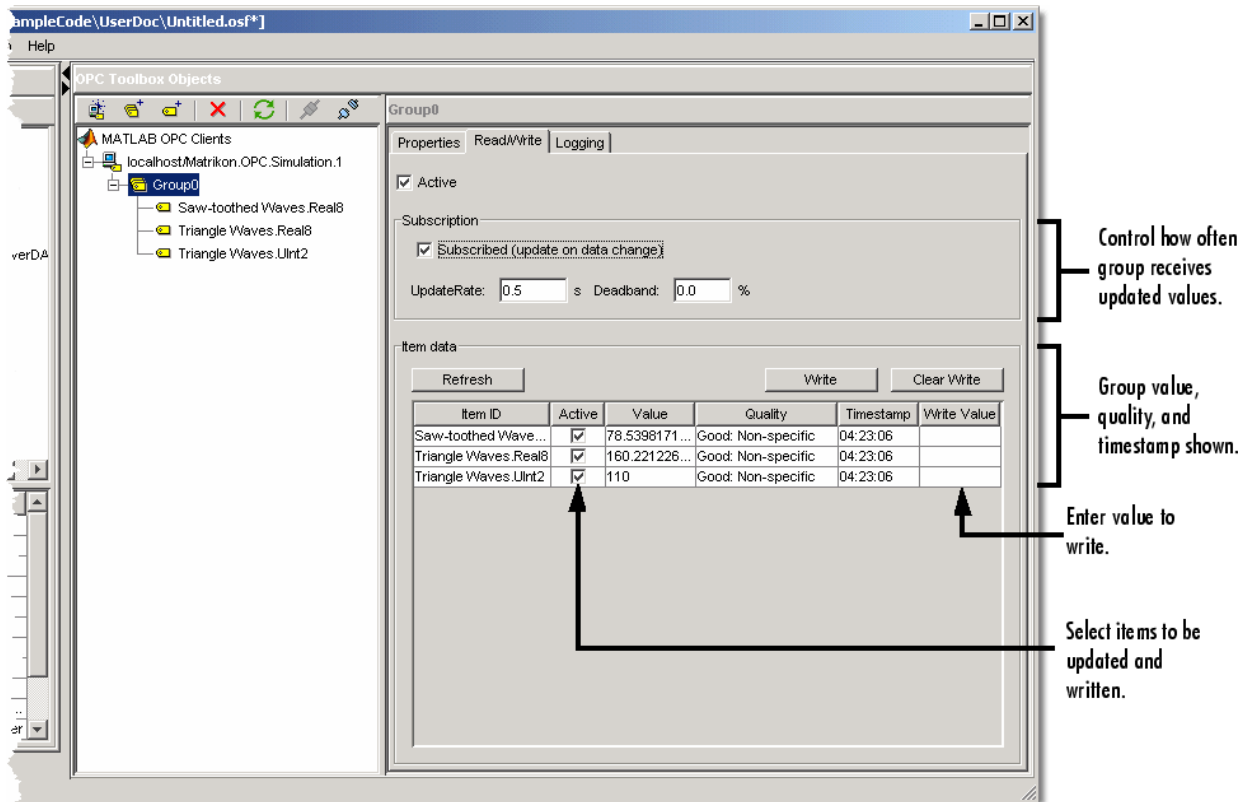 ampleCode\UserDoc\Untitled.osf*]
Help
OPC Toolbox Objects
Group0
MATLAB OPC Clients
localhost/Matrikon.OPC.Simulation.1
Group0
Saw-toothed Waves.Real8
Triangle Waves.Real8
Triangle Waves.UInt2
verDA
er
Properties Read/Write Logging
Active
Subscription
Subscribed (update on data change)
UpdateRate: 0.5 s Deadband: 0.0 %
Item data
Refresh Write Clear Write
Item ID Active Value Quality Timestamp Write Value
Saw-toothed Wave... 78.5398171... Good: Non-specific 04:23:06
Triangle Waves.Real8 160.221226... Good: Non-specific 04:23:06
Triangle Waves.UInt2 110 Good: Non-specific 04:23:06
Control how often
group receives
updated values.
Group value,
quality, and
timestamp shown.
Enter value to
write.
Select items to be
updated and
written.